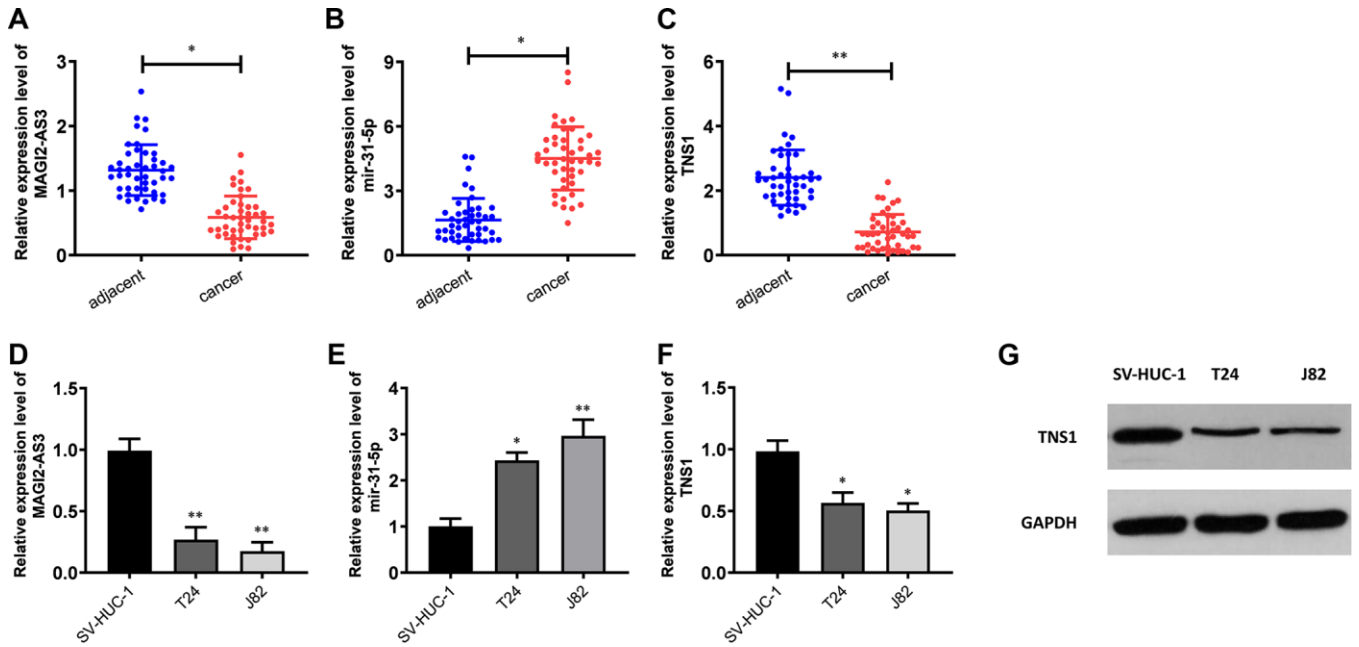 A
Relative expression level of
MAGI2-AS3
3
2
1
0
*
adjacent
cancer
B
Relative expression level of
mir-31-5p
9
6
3
0
*
adjacent
cancer
C
Relative expression level of
TNS1
6
4
2
0
**
adjacent
cancer
D
Relative expression level of
MAGI2-AS3
1.5
1.0
0.5
0.0
**
**
SV-HUC-1
T24
J82
E
Relative expression level of
mir-31-5p
4
3
2
1
0
*
**
SV-HUC-1
T24
J82
F
Relative expression level of
TNS1
1.5
1.0
0.5
0.0
*
*
SV-HUC-1
T24
J82
G
SV-HUC-1 T24 J82
TNS1
GAPDH